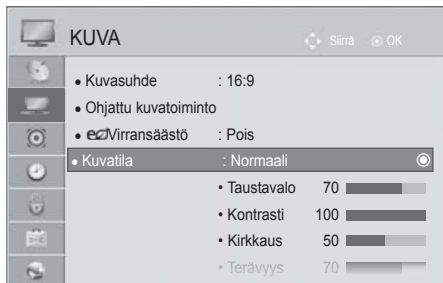 KUVA Siirrä OK
• Kuvasuhde : 16:9
• Ohjattu kuvatoiminto
• eco Virransäästö : Pois
• Kuvatila : Normaali
• Taustavalo 70
• Kontrasti 100
• Kirkkaus 50
• Terävyys 70